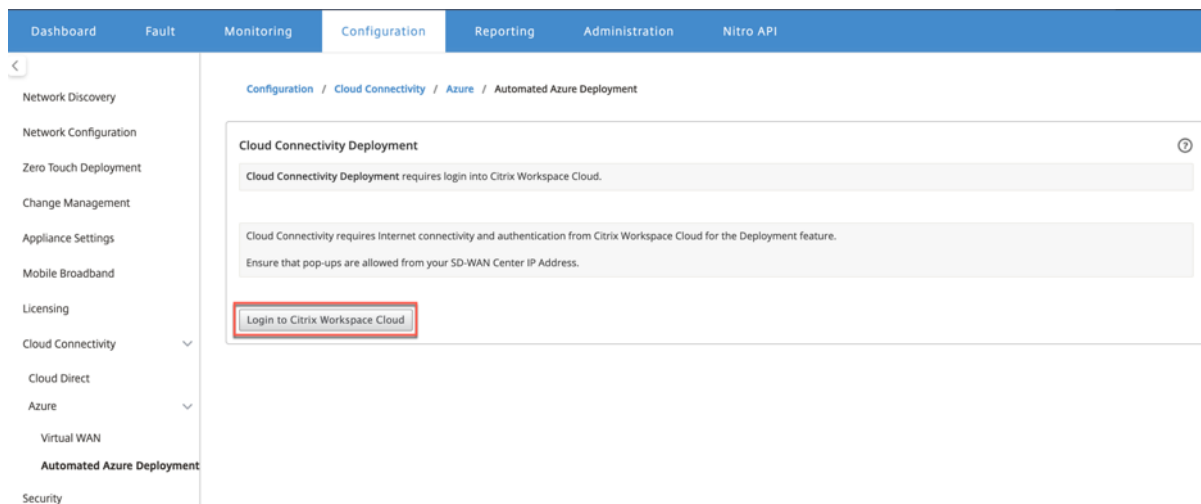 Dashboard Fault Monitoring Configuration Reporting Administration Nitro API
Network Discovery
Network Configuration
Zero Touch Deployment
Change Management
Appliance Settings
Mobile Broadband
Licensing
Cloud Connectivity
Cloud Direct
Azure
Virtual WAN
Automated Azure Deployment
Security
Configuration / Cloud Connectivity / Azure / Automated Azure Deployment
Cloud Connectivity Deployment
Cloud Connectivity Deployment requires login into Citrix Workspace Cloud.
Cloud Connectivity requires Internet connectivity and authentication from Citrix Workspace Cloud for the Deployment feature.
Ensure that pop-ups are allowed from your SD-WAN Center IP Address.
Login to Citrix Workspace Cloud